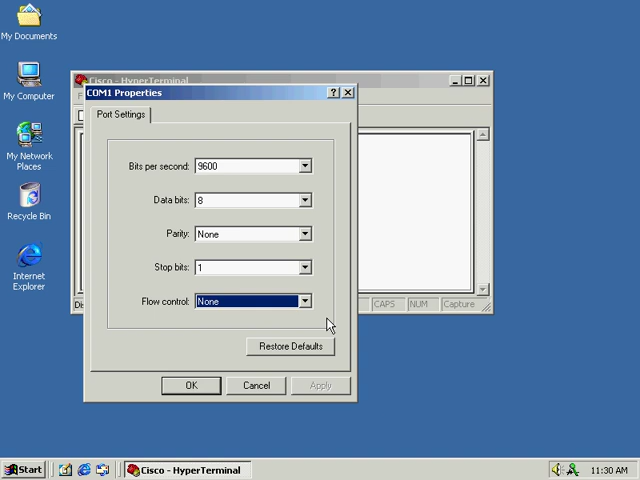 My Documents
My Computer
My Network
Places
Recycle Bin
Internet
Explorer
Cisco - HyperTerminal
COM1 Properties
Port Settings
Bits per second: 9600
Data bits: 8
Parity: None
Stop bits: 1
Flow control: None
Restore Defaults
OK
Cancel
Apply
CAPS
NUM
Capture
Start
Cisco - HyperTerminal
11:30 AM